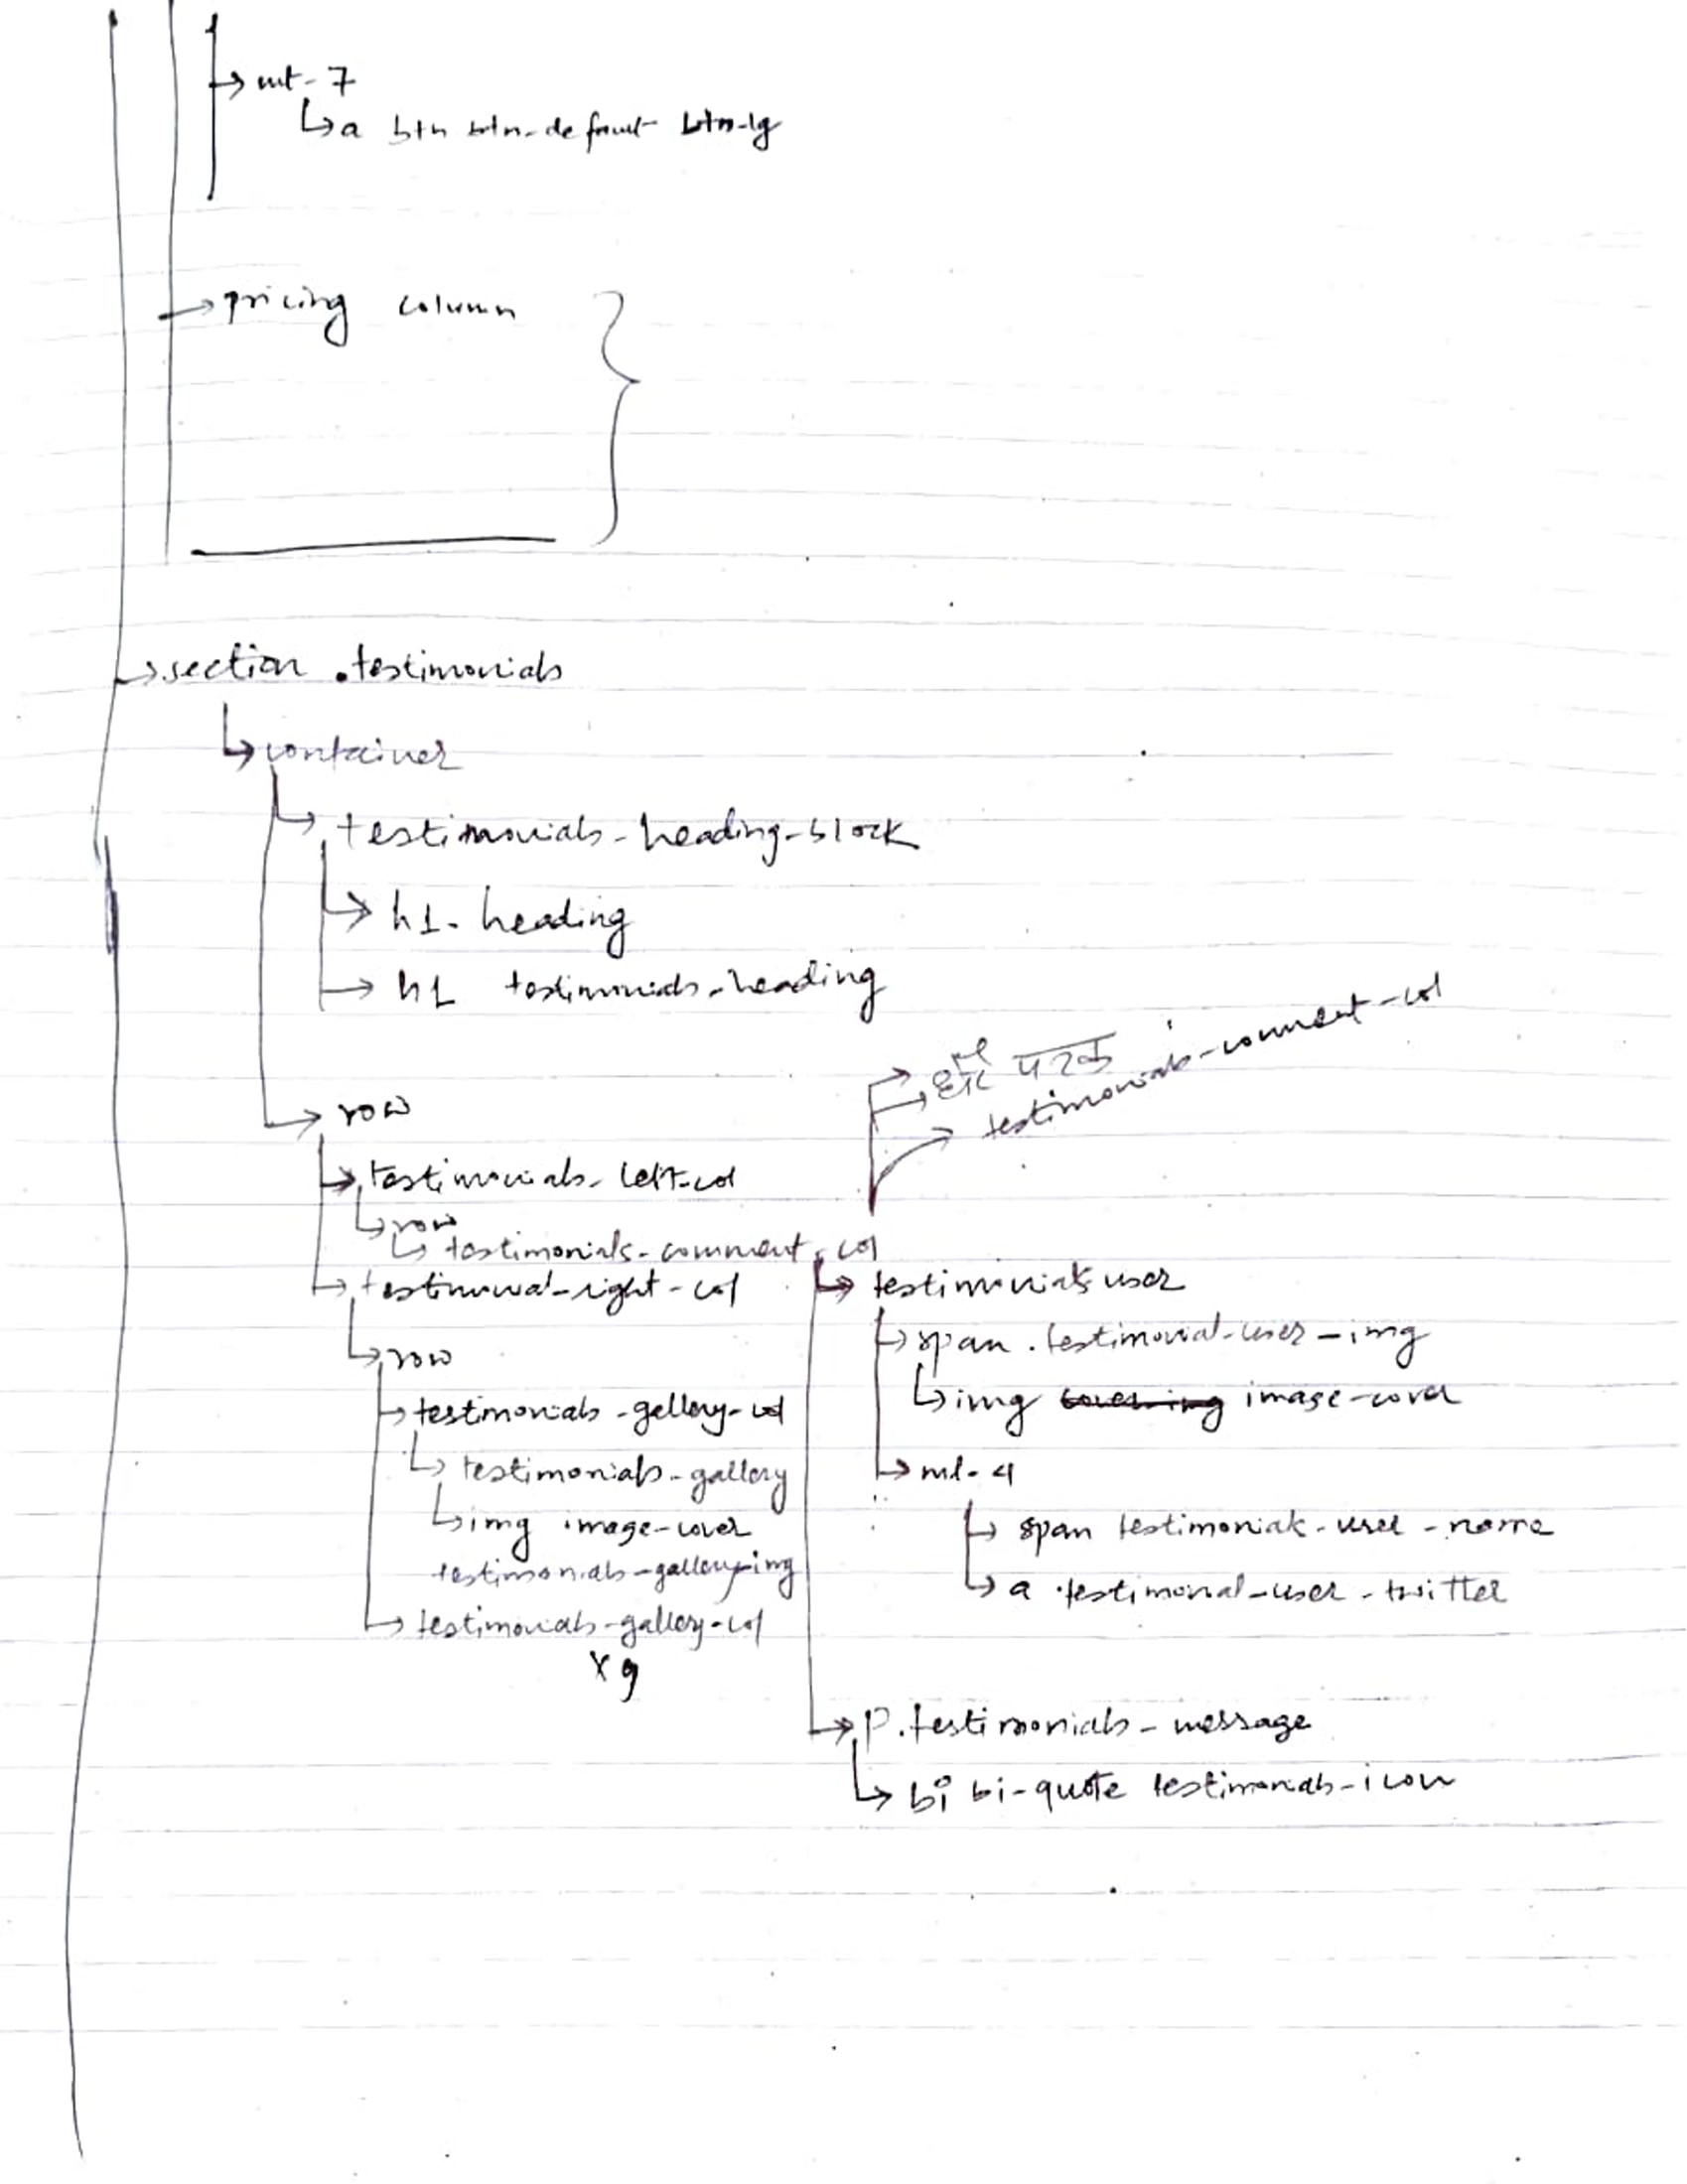 mt-7
a btn btn-default btn-lg
pricing column
section .testimonials
container
testimonials-heading-block
h1. heading
h1 testimonials-heading
testimonials-comment-col
row
testimonials-left-col
row
testimonials-comment-col
testimonial-right-col
testimonials user
span .testimonial-user-img
row
img image-cover
testimonials-gallery-col
ml-4
testimonials-gallery
img image-cover
span testimonials-user-name
testimonials-gallery-img
a .testimonial-user-twitter
testimonials-gallery-col
x 9
p.testimonials-message
bi bi-quote testimonials-icon